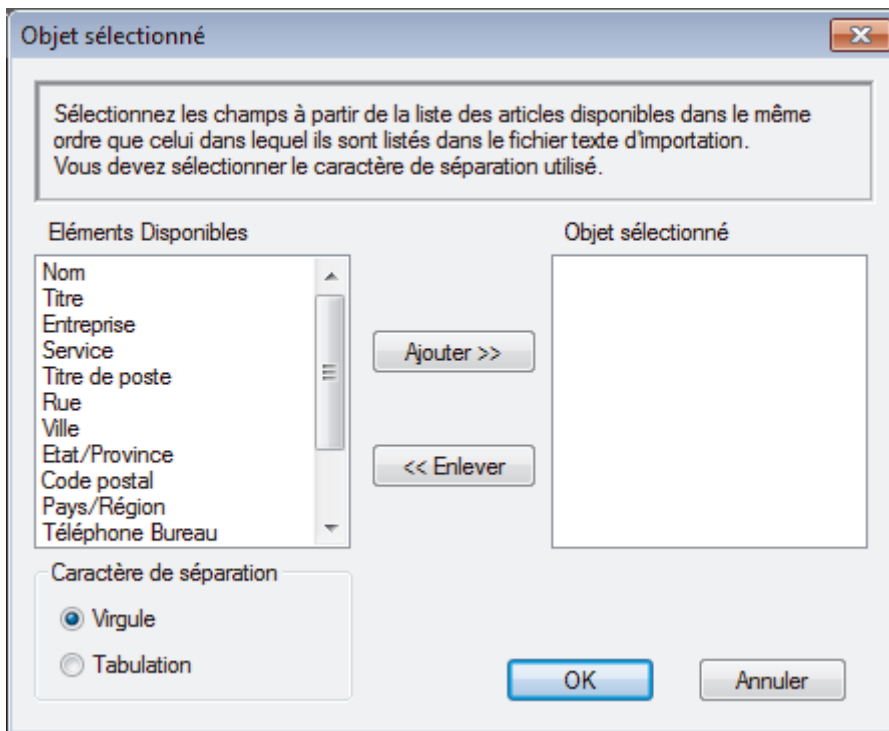 Objet sélectionné
Sélectionnez les champs à partir de la liste des articles disponibles dans le même
ordre que celui dans lequel ils sont listés dans le fichier texte d'importation.
Vous devez sélectionner le caractère de séparation utilisé.
Eléments Disponibles
Nom
Titre
Entreprise
Service
Titre de poste
Rue
Ville
Etat/Province
Code postal
Pays/Région
Téléphone Bureau
Ajouter >>
<< Enlever
Objet sélectionné
Caractère de séparation
Virgule
Tabulation
OK
Annuler